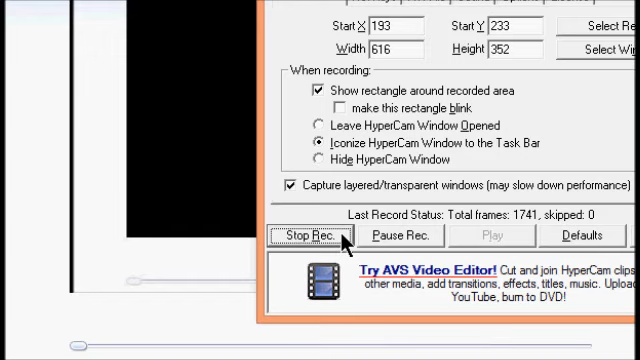 Start X 193 Start Y 233 Select Re
Width 616 Height 352 Select Wi
When recording:
Show rectangle around recorded area
make this rectangle blink
Leave HyperCam Window Opened
Iconize HyperCam Window to the Task Bar
Hide HyperCam Window
Capture layered/transparent windows (may slow down performance)
Last Record Status: Total frames: 1741, skipped: 0
Stop Rec. Pause Rec. Play Defaults
Try AVS Video Editor! Cut and join HyperCam clips
other media, add transitions, effects, titles, music. Uploa
YouTube, burn to DVD!